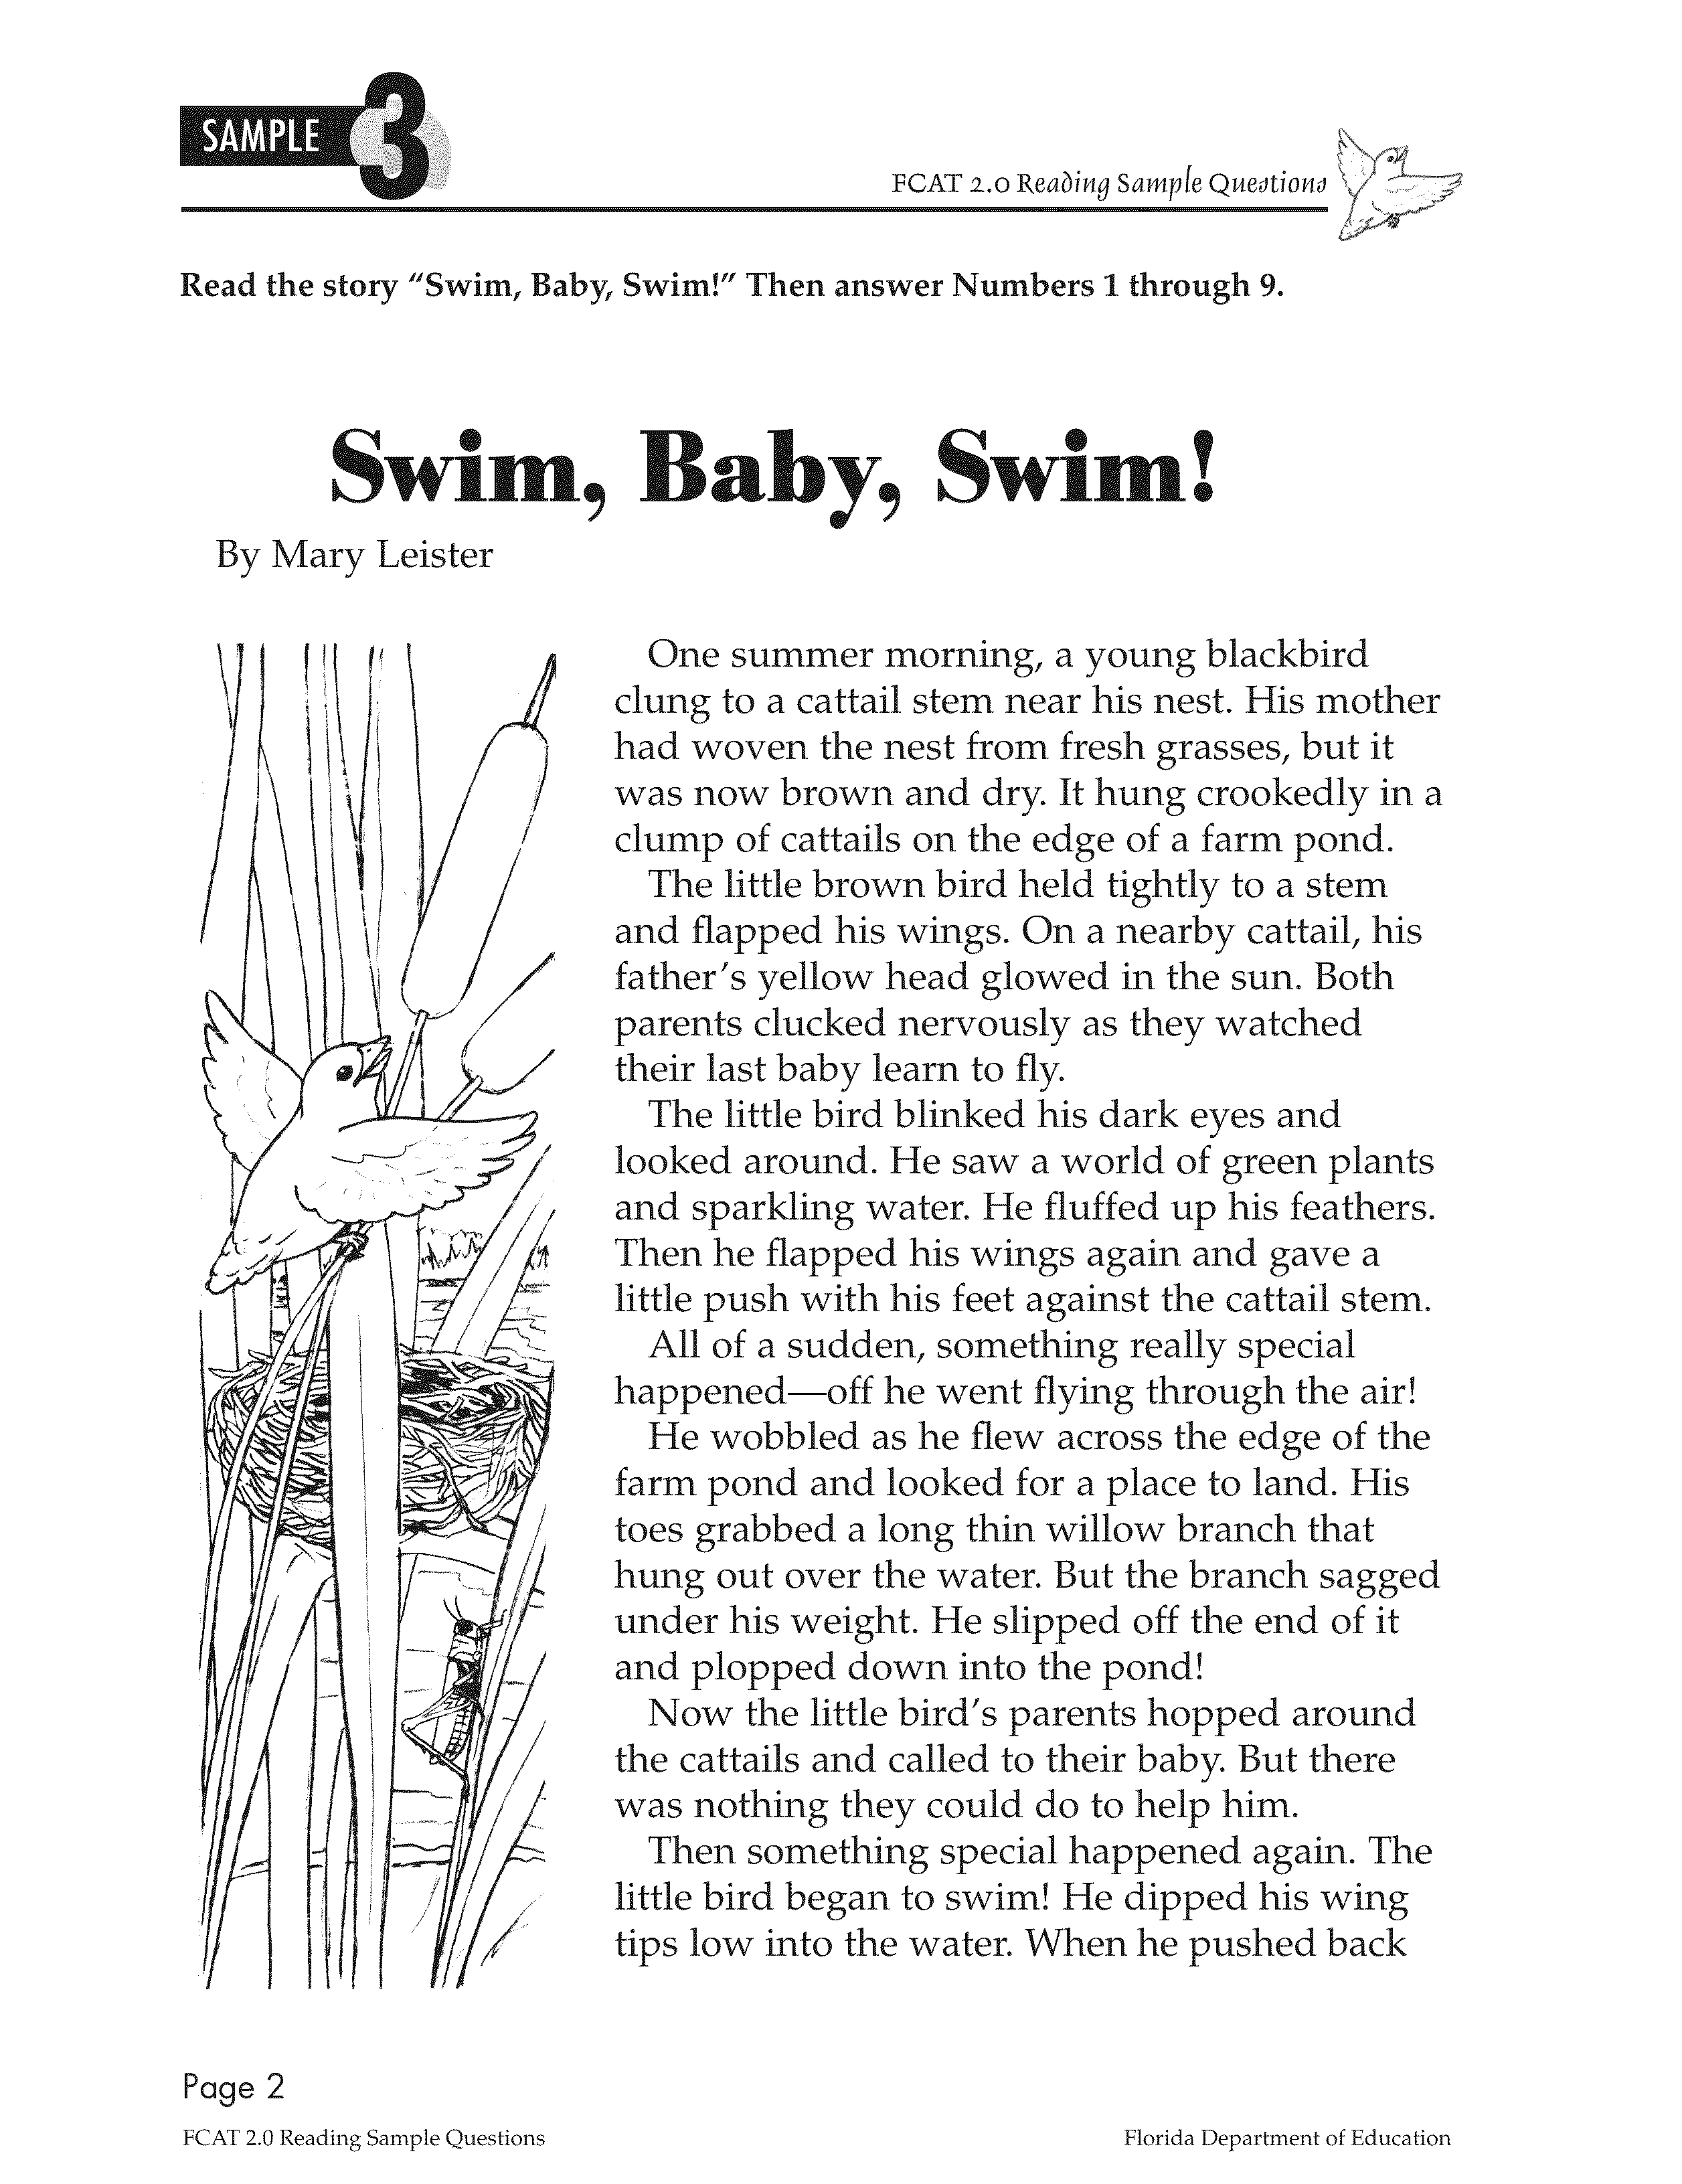 SAMPLE 3
FCAT 2.0 Reading Sample Questions
Read the story “Swim, Baby, Swim!” Then answer Numbers 1 through 9.
Swim, Baby, Swim!
By Mary Leister
One summer morning, a young blackbird
clung to a cattail stem near his nest. His mother
had woven the nest from fresh grasses, but it
was now brown and dry. It hung crookedly in a
clump of cattails on the edge of a farm pond.
The little brown bird held tightly to a stem
and flapped his wings. On a nearby cattail, his
father’s yellow head glowed in the sun. Both
parents clucked nervously as they watched
their last baby learn to fly.
The little bird blinked his dark eyes and
looked around. He saw a world of green plants
and sparkling water. He fluffed up his feathers.
Then he flapped his wings again and gave a
little push with his feet against the cattail stem.
All of a sudden, something really special
happened—off he went flying through the air!
He wobbled as he flew across the edge of the
farm pond and looked for a place to land. His
toes grabbed a long thin willow branch that
hung out over the water. But the branch sagged
under his weight. He slipped off the end of it
and plopped down into the pond!
Now the little bird’s parents hopped around
the cattails and called to their baby. But there
was nothing they could do to help him.
Then something special happened again. The
little bird began to swim! He dipped his wing
tips low into the water. When he pushed back
Page 2
FCAT 2.0 Reading Sample Questions
Florida Department of Education